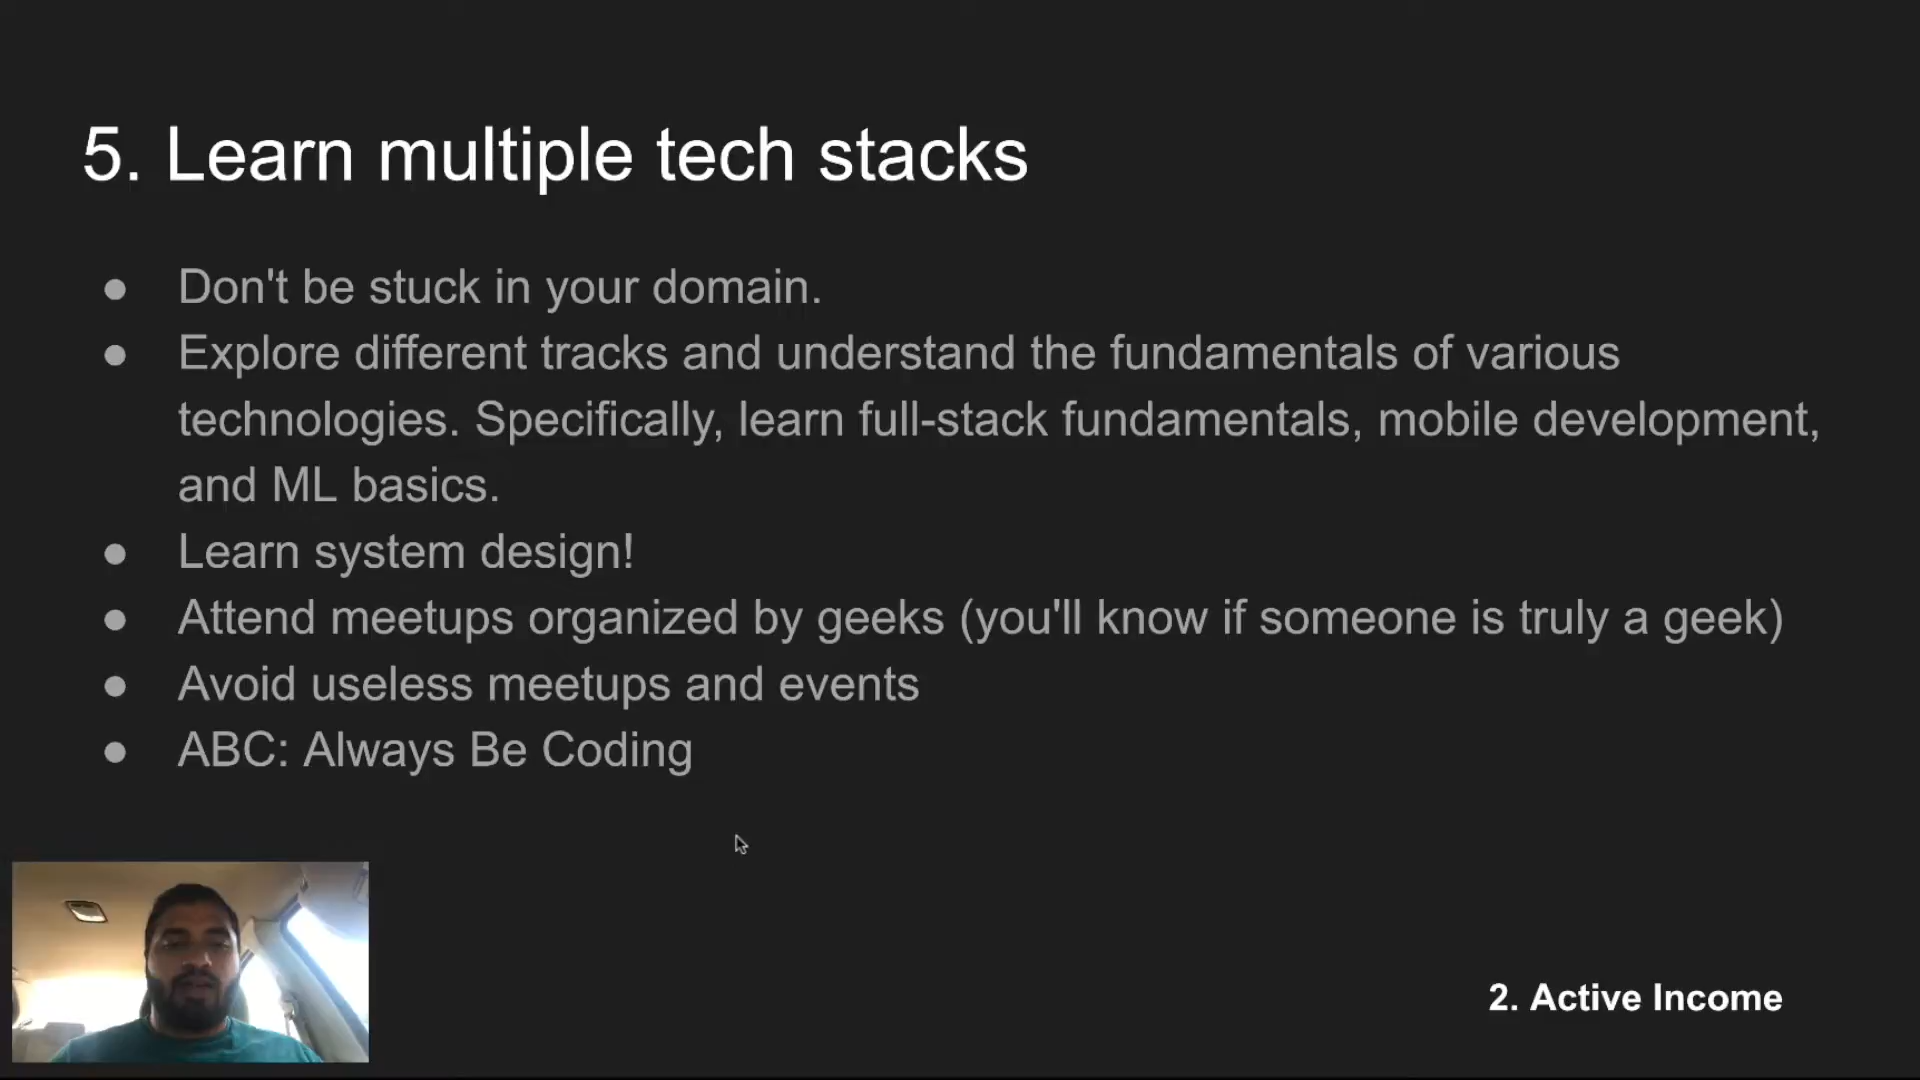 5. Learn multiple tech stacks
● Don't be stuck in your domain.
● Explore different tracks and understand the fundamentals of various
technologies. Specifically, learn full-stack fundamentals, mobile development,
and ML basics.
● Learn system design!
● Attend meetups organized by geeks (you'll know if someone is truly a geek)
● Avoid useless meetups and events
● ABC: Always Be Coding
2. Active Income